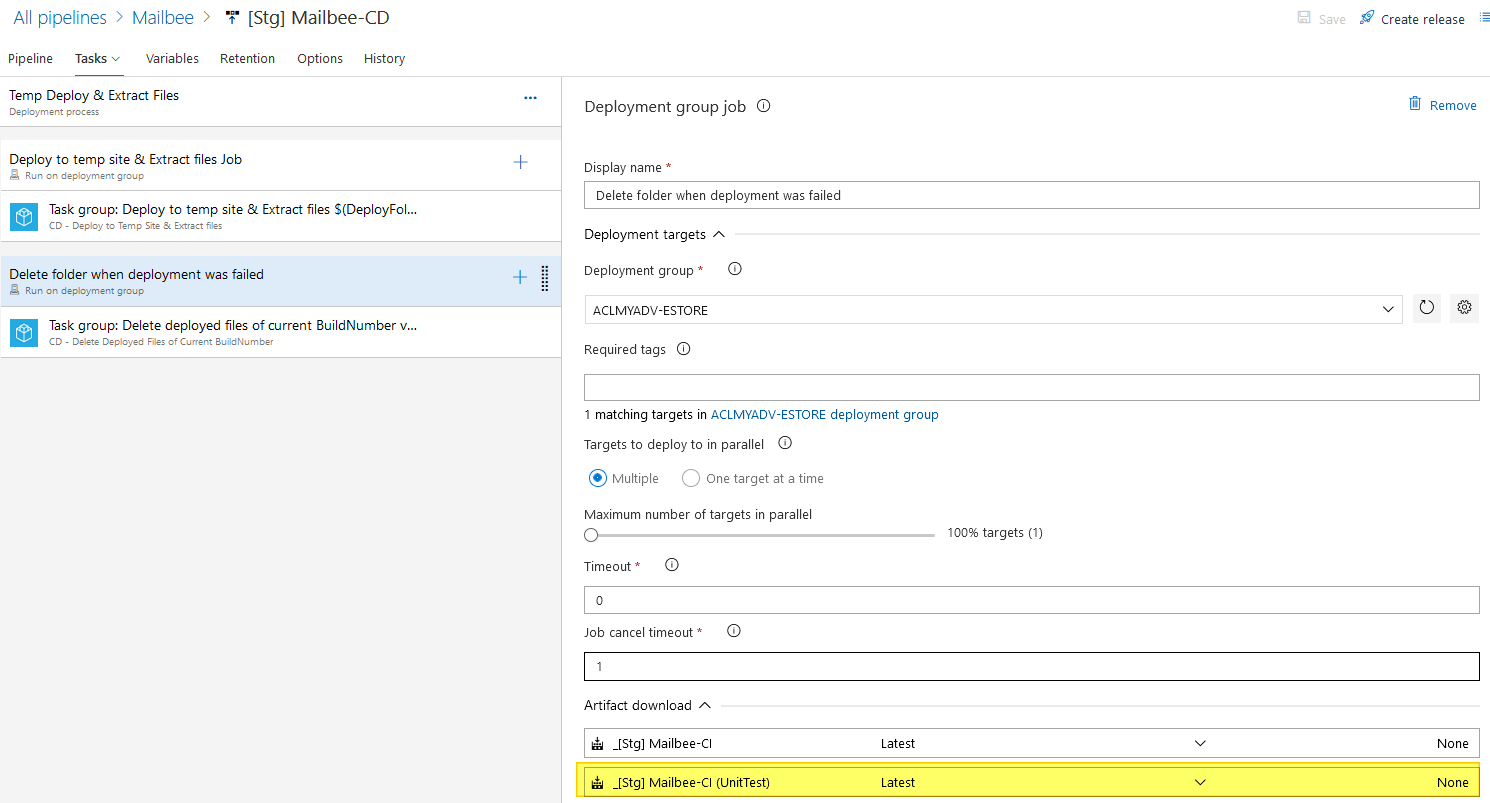 All pipelines > Mailbee > [Stg] Mailbee-CD
Save Create release
Pipeline Tasks Variables Retention Options History
Temp Deploy & Extract Files
Deployment process
Deploy to temp site & Extract files Job
Run on deployment group
Task group: Deploy to temp site & Extract files $(DeployFol...
CD - Deploy to Temp Site & Extract files
Delete folder when deployment was failed
Run on deployment group
Task group: Delete deployed files of current BuildNumber v...
CD - Delete Deployed Files of Current BuildNumber
Deployment group job
Remove
Display name *
Delete folder when deployment was failed
Deployment targets
Deployment group *
ACLMYADV-ESTORE
Required tags
1 matching targets in ACLMYADV-ESTORE deployment group
Targets to deploy to in parallel
Multiple One target at a time
Maximum number of targets in parallel
100% targets (1)
Timeout *
0
Job cancel timeout *
1
Artifact download
_[Stg] Mailbee-CI Latest None
_[Stg] Mailbee-CI (UnitTest) Latest None